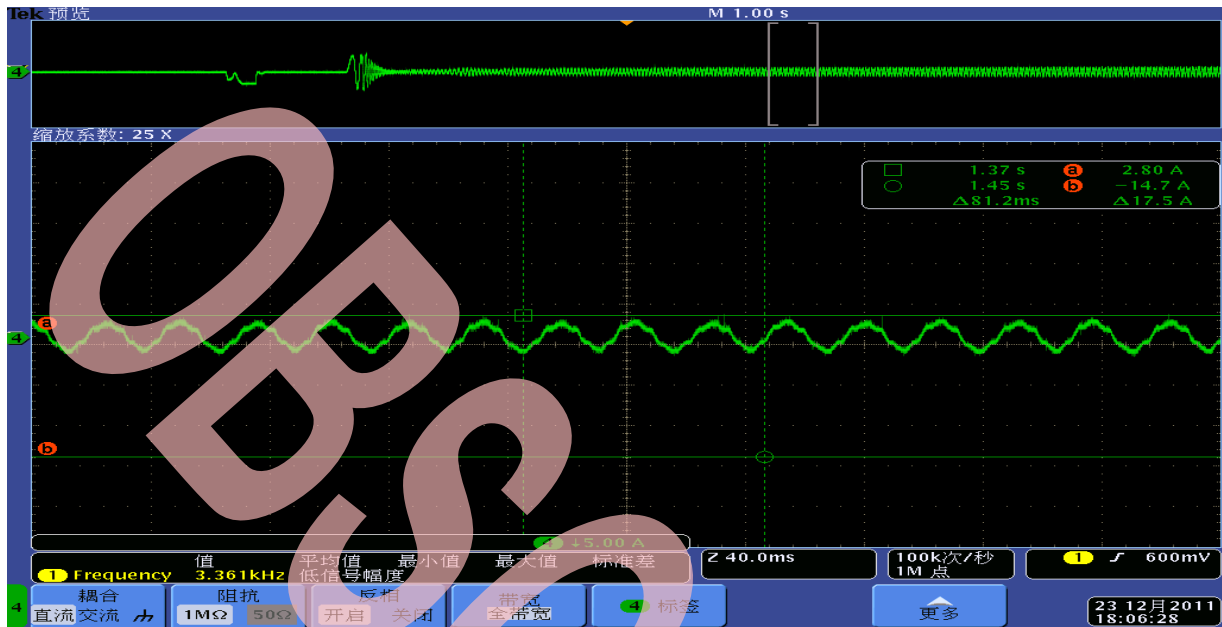 Tek 预览 M 1.00 s
4
缩放系数: 25 X
1.37 s a 2.80 A
1.45 s b −14.7 A
Δ81.2ms Δ17.5 A
a
4
b
4 ↓5.00 A
值 平均值 最小值 最大值 标准差
1 Frequency 3.361kHz 低信号幅度
Z 40.0ms
100k次/秒
1M 点
1 600mV
4
耦合
直流 交流
阻抗
1MΩ 50Ω
反相
开启 关闭
带宽
全带宽
4 标签
更多
23 12月 2011
18:06:28
OBSO